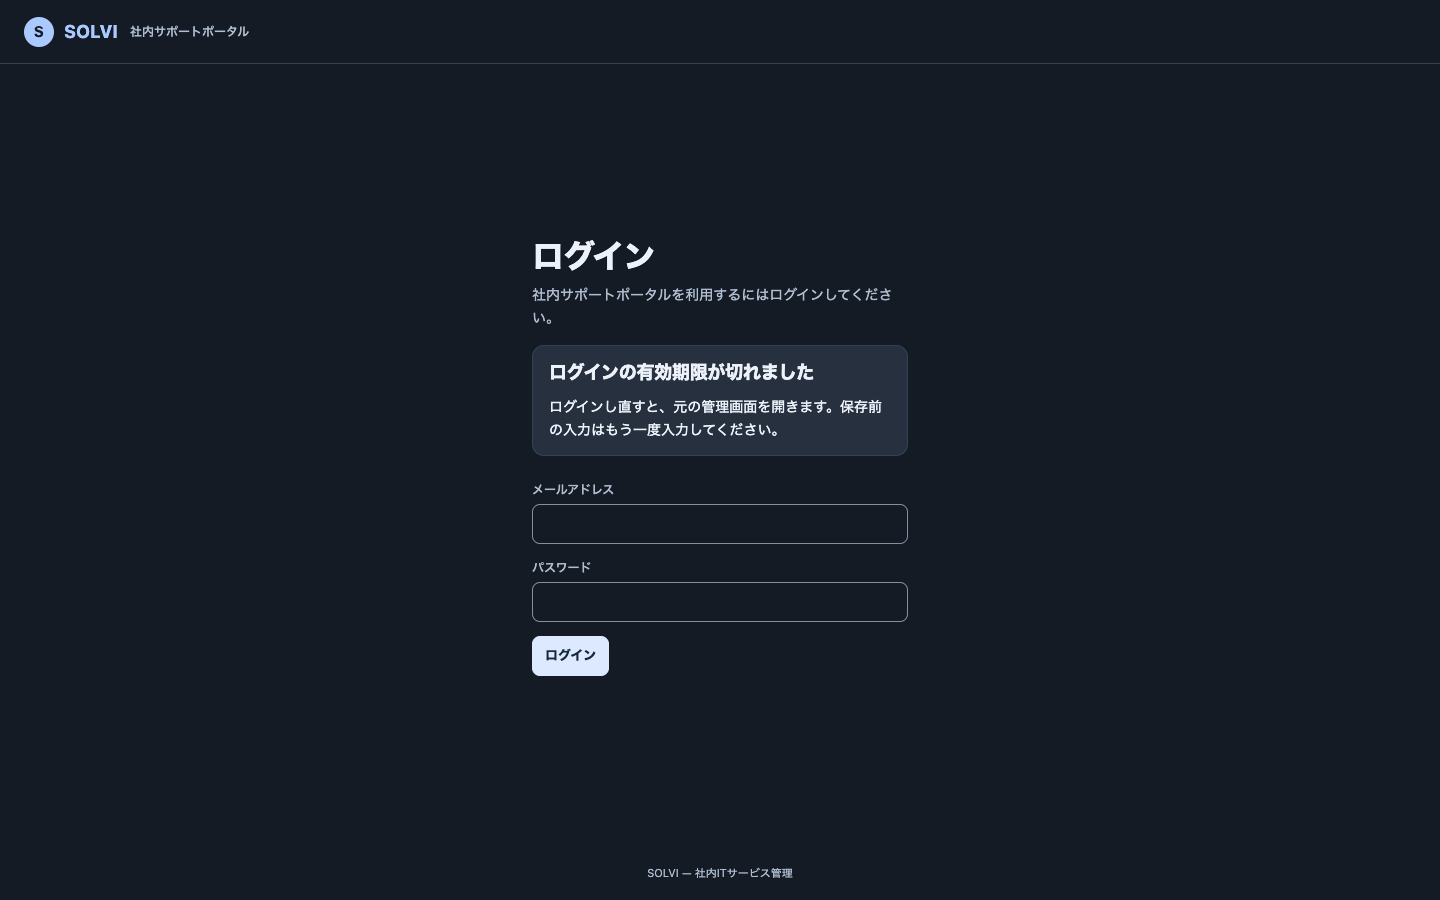 S SOLVI 社内サポートポータル
ログイン
社内サポートポータルを利用するにはログインしてくださ
い。
ログインの有効期限が切れました
ログインし直すと、元の管理画面を開きます。保存前
の入力はもう一度入力してください。
メールアドレス
パスワード
ログイン
SOLVI — 社内ITサービス管理